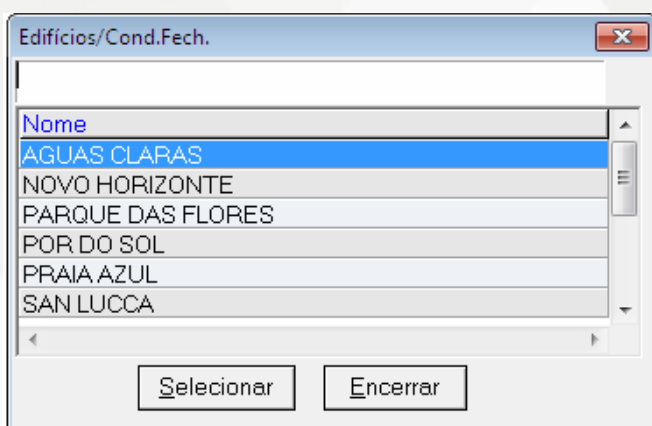 Edifícios/Cond.Fech.
Nome
AGUAS CLARAS
NOVO HORIZONTE
PARQUE DAS FLORES
POR DO SOL
PRAIA AZUL
SAN LUCCA
Selecionar Encerrar